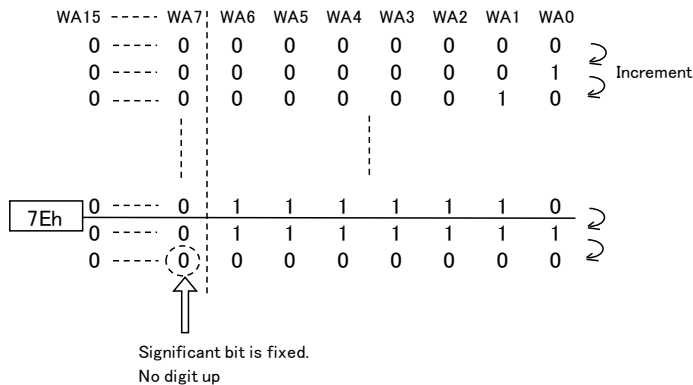 WA15 ----- WA7 WA6 WA5 WA4 WA3 WA2 WA1 WA0
0 ----- 0 0 0 0 0 0 0 0
0 ----- 0 0 0 0 0 0 0 1 Increment
0 ----- 0 0 0 0 0 0 1 0
7Eh 0 ----- 0 1 1 1 1 1 1 0
0 ----- 0 1 1 1 1 1 1 1
0 ----- 0 0 0 0 0 0 0 0
Significant bit is fixed.
No digit up